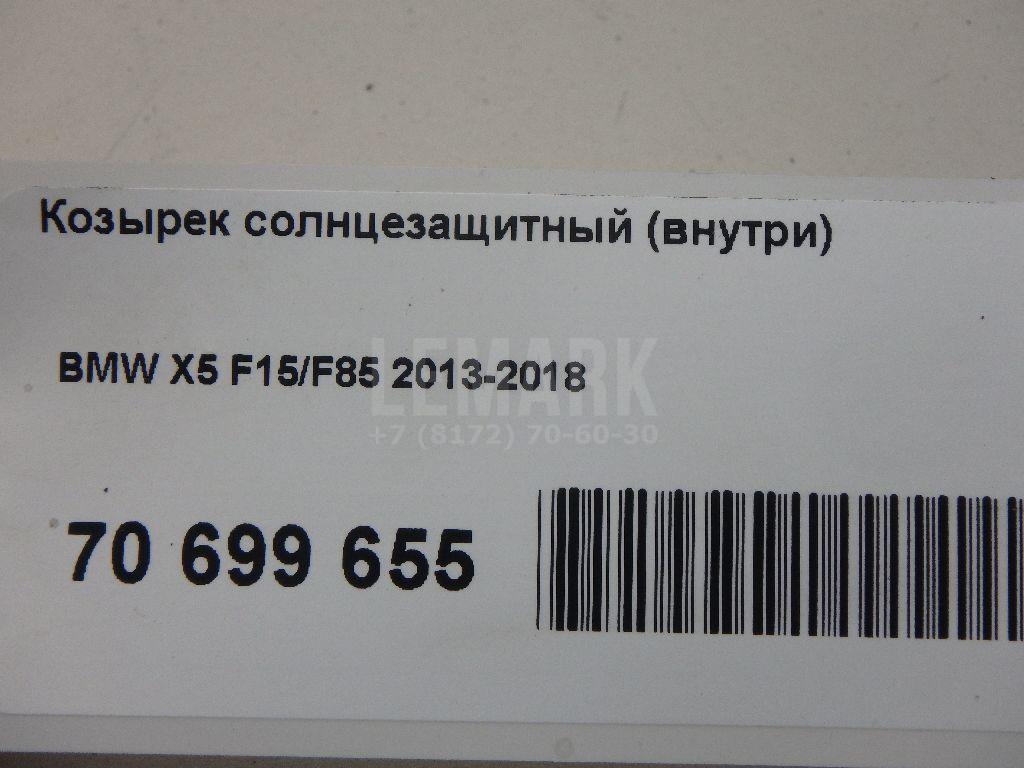 Козырек солнцезащитный (внутри)
BMW X5 F15/F85 2013-2018
LEMARK
+7 (8172) 70-60-30
70 699 655